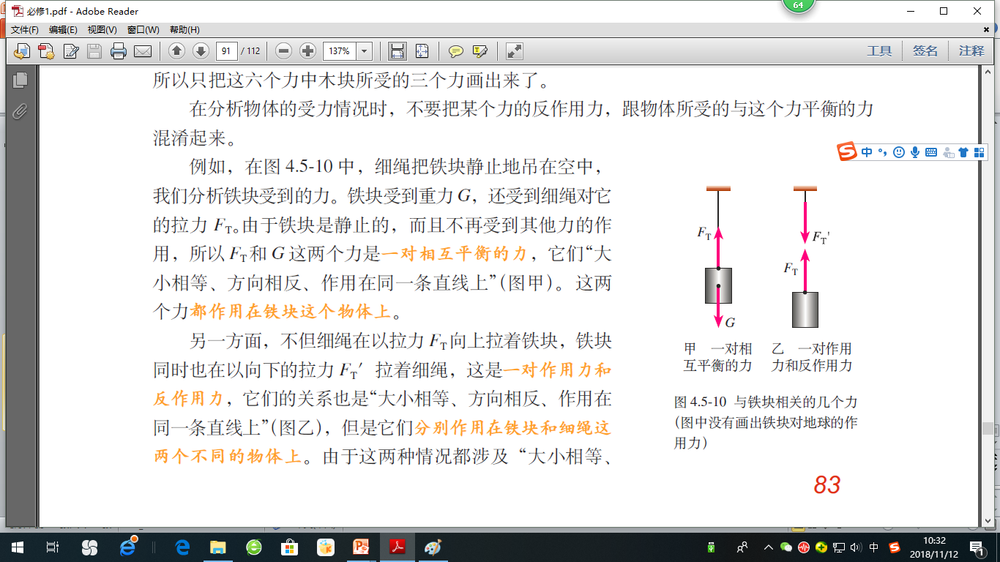 64
必修1.pdf - Adobe Reader
文件(F) 编辑(E) 视图(V) 窗口(W) 帮助(H)
91 / 112 137% 工具 签名 注释
所以只把这六个力中木块所受的三个力画出来了。
在分析物体的受力情况时，不要把某个力的反作用力，跟物体所受的与这个力平衡的力
混淆起来。
中
例如，在图 4.5-10 中，细绳把铁块静止地吊在空中，
我们分析铁块受到的力。铁块受到重力 G，还受到细绳对它
的拉力 FT。由于铁块是静止的，而且不再受到其他力的作
用，所以 FT和 G 这两个力是一对相互平衡的力，它们“大
小相等、方向相反、作用在同一条直线上”（图甲）。这两
个力都作用在铁块这个物体上。
另一方面，不但细绳在以拉力 FT向上拉着铁块，铁块
同时也在以向下的拉力 FT′ 拉着细绳，这是一对作用力和
反作用力，它们的关系也是“大小相等、方向相反、作用在
同一条直线上”（图乙），但是它们分别作用在铁块和细绳这
两个不同的物体上。由于这两种情况都涉及“大小相等、
FT
G
FT'
FT
甲 一对相
互平衡的力
乙 一对作用
力和反作用力
图 4.5-10 与铁块相关的几个力
（图中没有画出铁块对地球的作
用力）
83
中
10:32
2018/11/12
1